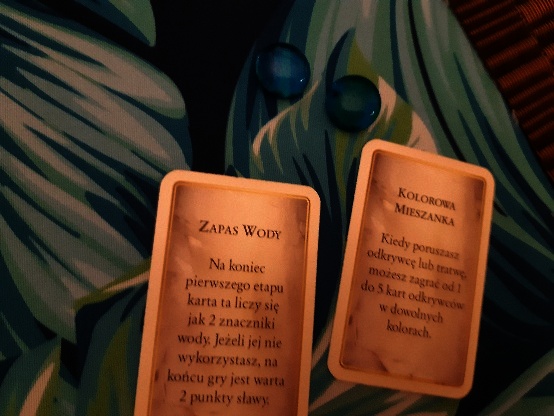 Zapas Wody
Na koniec
pierwszego etapu
karta ta liczy się
jak 2 znaczniki
wody. Jeżeli jej nie
wykorzystasz, na
końcu gry jest warta
2 punkty sławy.
Kolorowa
Mieszanka
Kiedy poruszasz
odkrywcę lub tratwę,
możesz zagrać od 1
do 5 kart odkrywców
w dowolnych
kolorach.